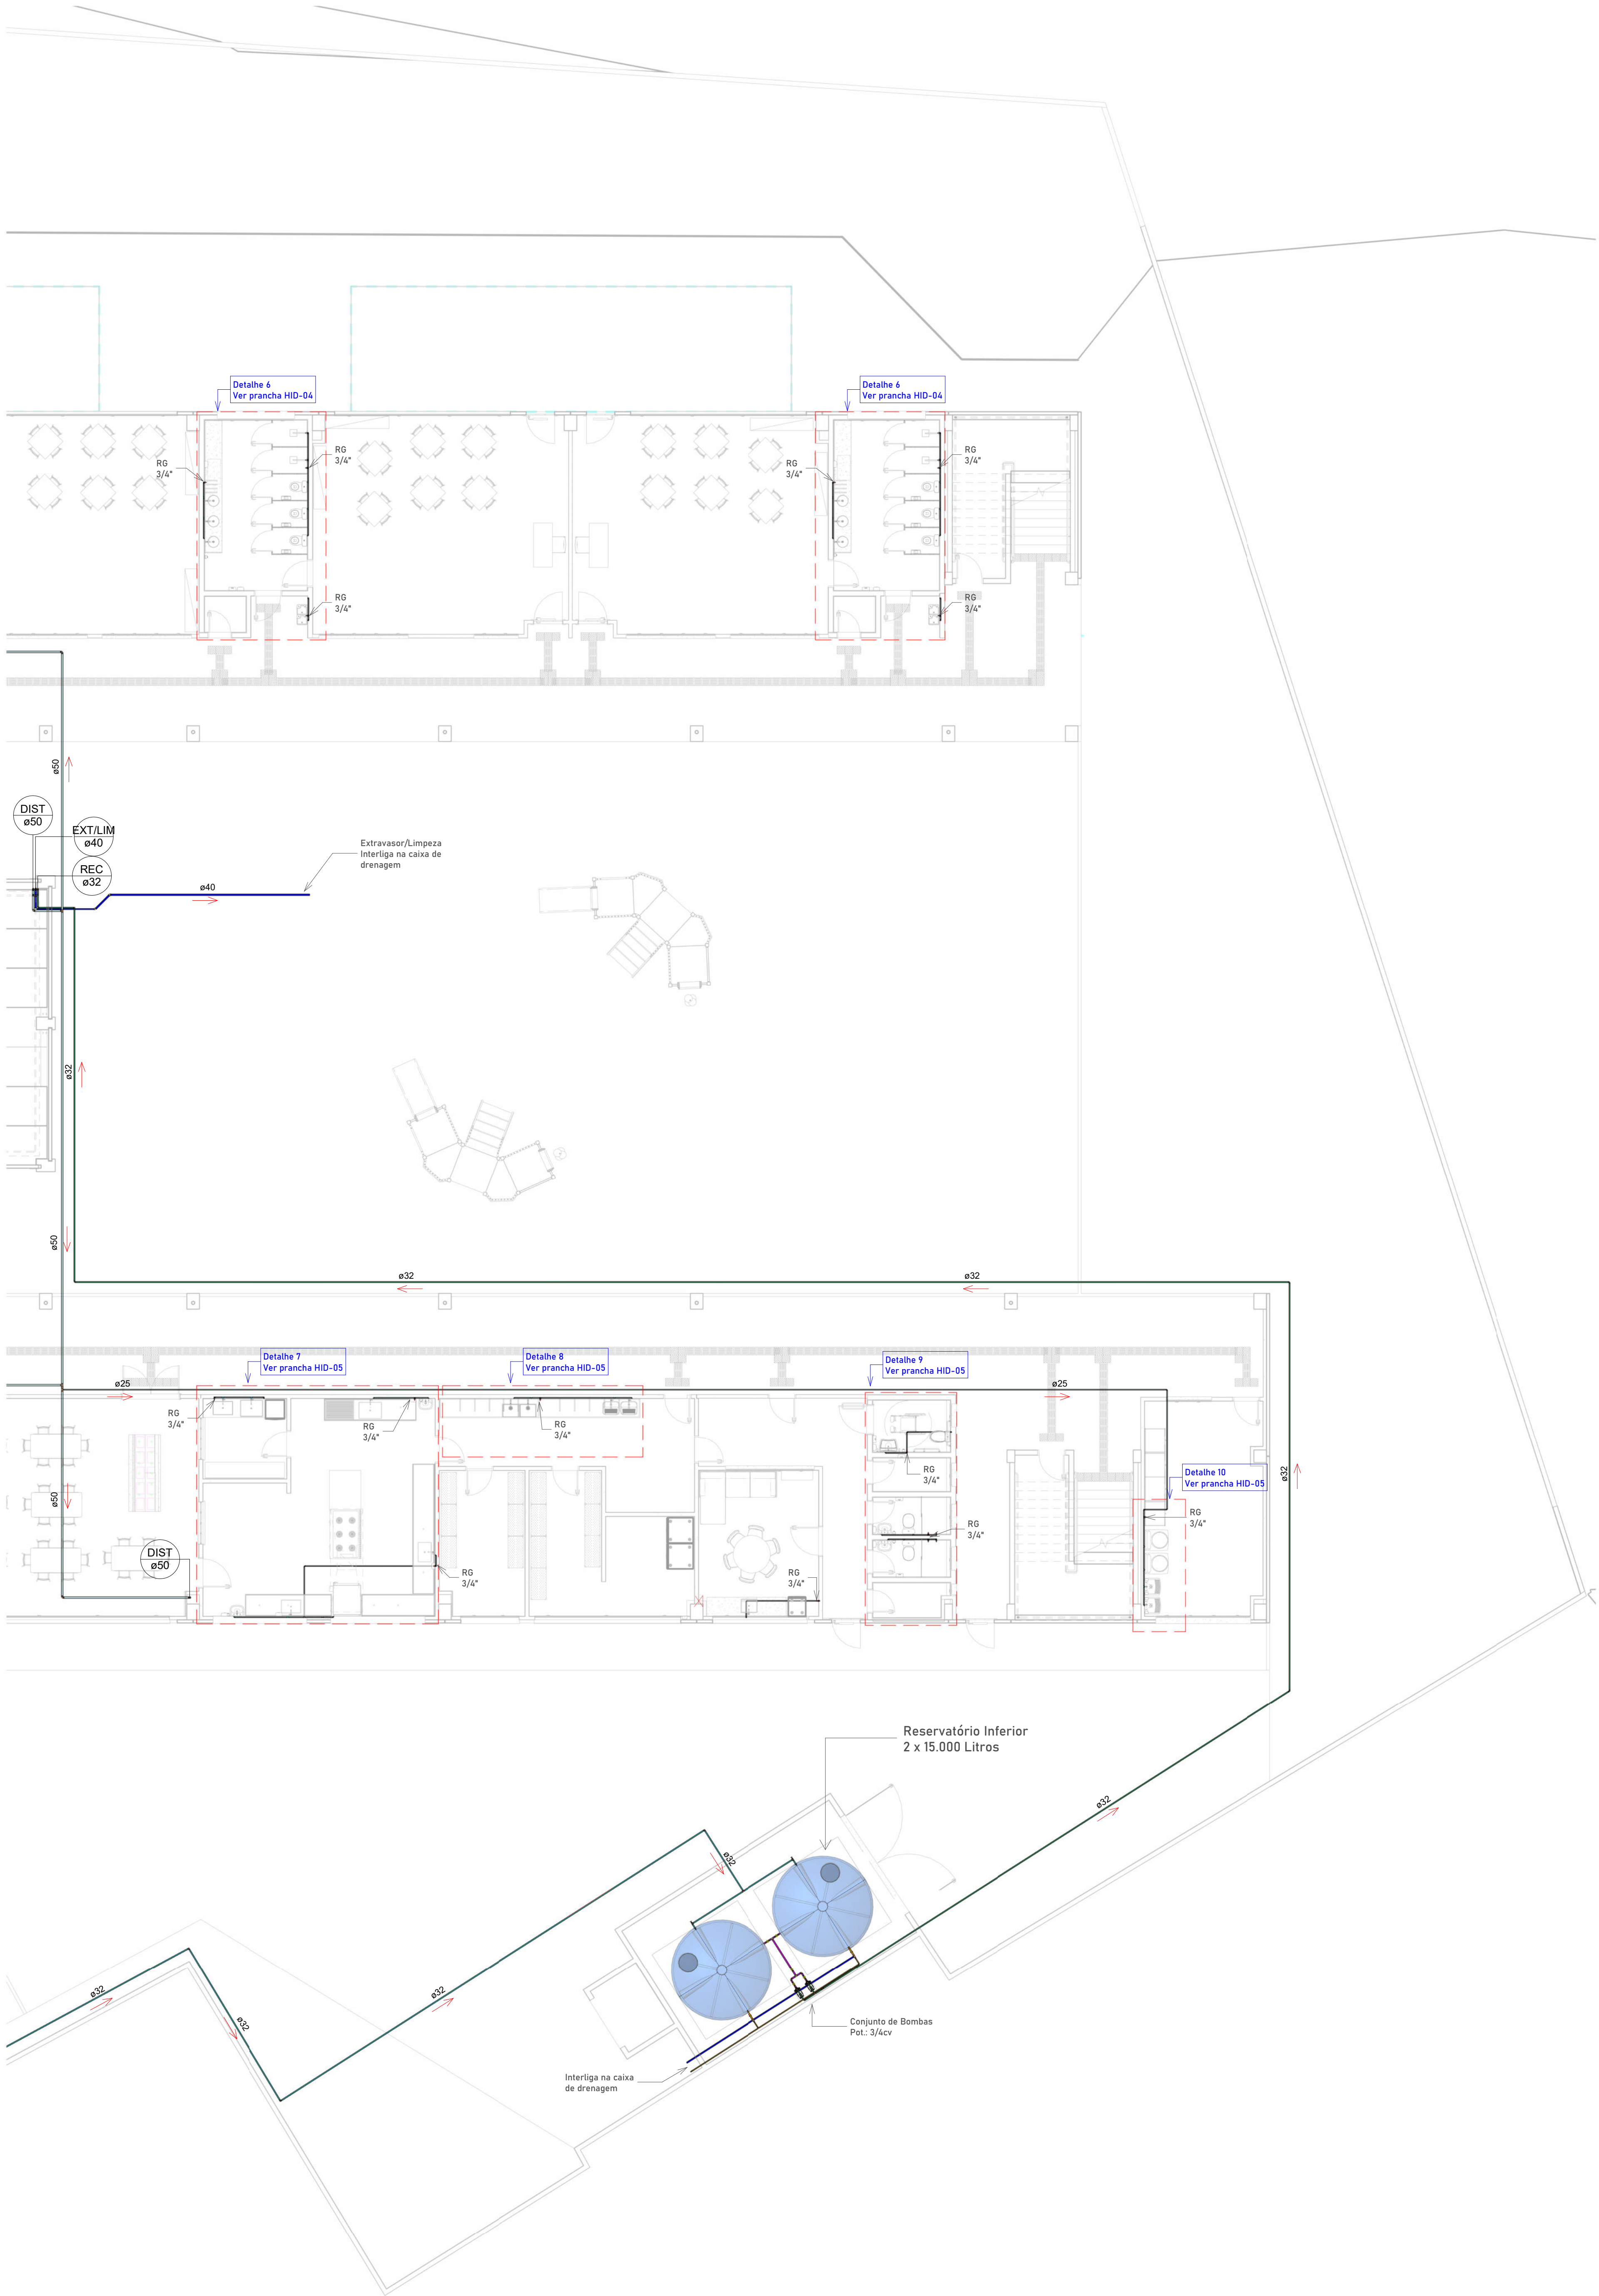 Detalhe 6
Ver prancha HID-04
Detalhe 6
Ver prancha HID-04
RG
3/4"
RG
3/4"
RG
3/4"
RG
3/4"
RG
3/4"
RG
3/4"
ø50
DIST
ø50
EXT/LIM
ø40
REC
ø32
Extravasor/Limpeza
Interliga na caixa de
drenagem
ø40
ø32
ø50
ø32
ø32
Detalhe 7
Ver prancha HID-05
Detalhe 8
Ver prancha HID-05
Detalhe 9
Ver prancha HID-05
ø25
ø25
RG
3/4"
RG
3/4"
RG
3/4"
RG
3/4"
Detalhe 10
Ver prancha HID-05
ø32
ø50
RG
3/4"
RG
3/4"
DIST
ø50
RG
3/4"
RG
3/4"
Reservatório Inferior
2 x 15.000 Litros
ø32
ø32
ø32
ø32
ø32
Conjunto de Bombas
Pot.: 3/4cv
Interliga na caixa
de drenagem